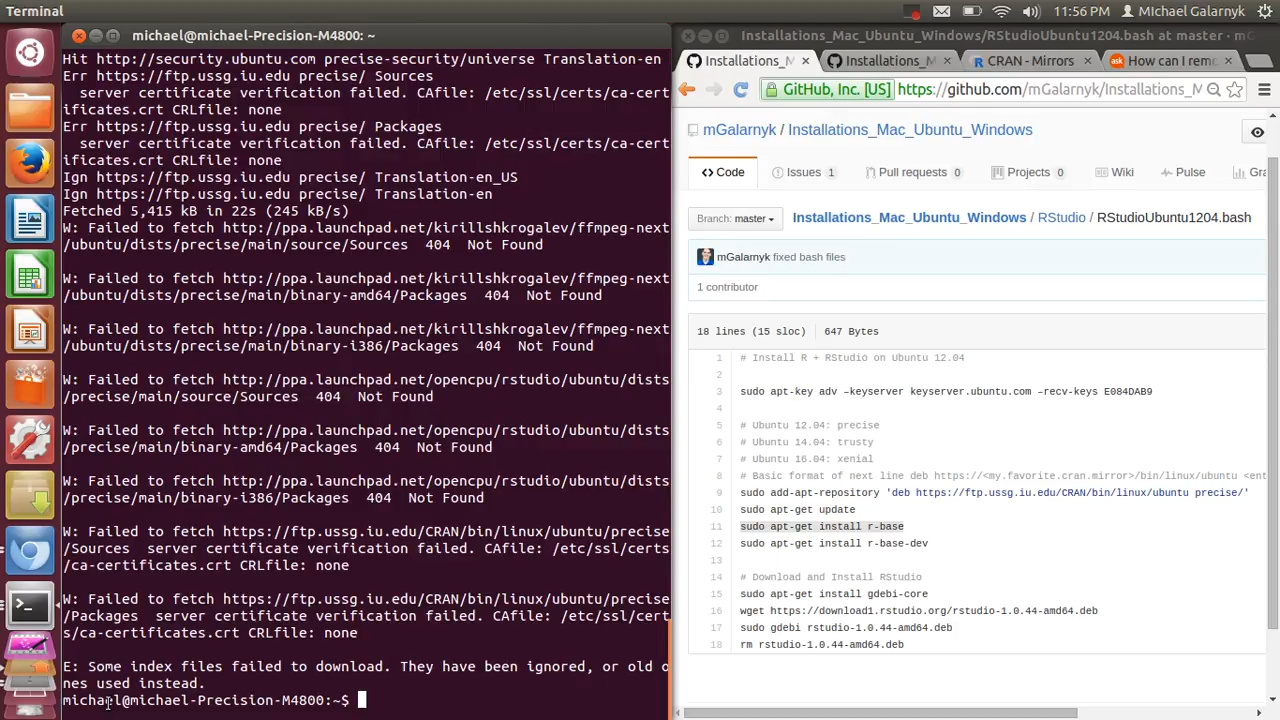 Terminal
11:56 PM
MIchael Galarnyk
michael@michael-Precision-M4800: ~
Hit http://security.ubuntu.com precise-security/universe Translation-en
Err https://ftp.ussg.iu.edu precise/ Sources
server certificate verification failed. CAfile: /etc/ssl/certs/ca-cert
ificates.crt CRLfile: none
Err https://ftp.ussg.iu.edu precise/ Packages
server certificate verification failed. CAfile: /etc/ssl/certs/ca-cert
ificates.crt CRLfile: none
Ign https://ftp.ussg.iu.edu precise/ Translation-en_US
Ign https://ftp.ussg.iu.edu precise/ Translation-en
Fetched 5,415 kB in 22s (245 kB/s)
W: Failed to fetch http://ppa.launchpad.net/kirillshkrogalev/ffmpeg-next
/ubuntu/dists/precise/main/source/Sources  404  Not Found
W: Failed to fetch http://ppa.launchpad.net/kirillshkrogalev/ffmpeg-next
/ubuntu/dists/precise/main/binary-amd64/Packages  404  Not Found
W: Failed to fetch http://ppa.launchpad.net/kirillshkrogalev/ffmpeg-next
/ubuntu/dists/precise/main/binary-i386/Packages  404  Not Found
W: Failed to fetch http://ppa.launchpad.net/opencpu/rstudio/ubuntu/dists
/precise/main/source/Sources  404  Not Found
W: Failed to fetch http://ppa.launchpad.net/opencpu/rstudio/ubuntu/dists
/precise/main/binary-amd64/Packages  404  Not Found
W: Failed to fetch http://ppa.launchpad.net/opencpu/rstudio/ubuntu/dists
/precise/main/binary-i386/Packages  404  Not Found
W: Failed to fetch https://ftp.ussg.iu.edu/CRAN/bin/linux/ubuntu/precise
/Sources  server certificate verification failed. CAfile: /etc/ssl/certs
/ca-certificates.crt CRLfile: none
W: Failed to fetch https://ftp.ussg.iu.edu/CRAN/bin/linux/ubuntu/precise
/Packages  server certificate verification failed. CAfile: /etc/ssl/cert
s/ca-certificates.crt CRLfile: none
E: Some index files failed to download. They have been ignored, or old o
nes used instead.
michael@michael-Precision-M4800:~$
Installations_Mac_Ubuntu_Windows/RStudioUbuntu1204.bash at master · mG
Installations_M
Installations_M
CRAN - Mirrors
How can I rem
GitHub, Inc. [US]
https://github.com/mGalarnyk/Installations_M
mGalarnyk / Installations_Mac_Ubuntu_Windows
Code
Issues 1
Pull requests 0
Projects 0
Wiki
Pulse
Gra
Branch: master
Installations_Mac_Ubuntu_Windows / RStudio / RStudioUbuntu1204.bash
mGalarnyk fixed bash files
1 contributor
18 lines (15 sloc)
647 Bytes
1 # Install R + RStudio on Ubuntu 12.04
2
3 sudo apt-key adv –keyserver keyserver.ubuntu.com –recv-keys E084DAB9
4
5 # Ubuntu 12.04: precise
6 # Ubuntu 14.04: trusty
7 # Ubuntu 16.04: xenial
8 # Basic format of next line deb https://<my.favorite.cran.mirror>/bin/linux/ubuntu <ent
9 sudo add-apt-repository 'deb https://ftp.ussg.iu.edu/CRAN/bin/linux/ubuntu precise/'
10 sudo apt-get update
11 sudo apt-get install r-base
12 sudo apt-get install r-base-dev
13
14 # Download and Install RStudio
15 sudo apt-get install gdebi-core
16 wget https://download1.rstudio.org/rstudio-1.0.44-amd64.deb
17 sudo gdebi rstudio-1.0.44-amd64.deb
18 rm rstudio-1.0.44-amd64.deb